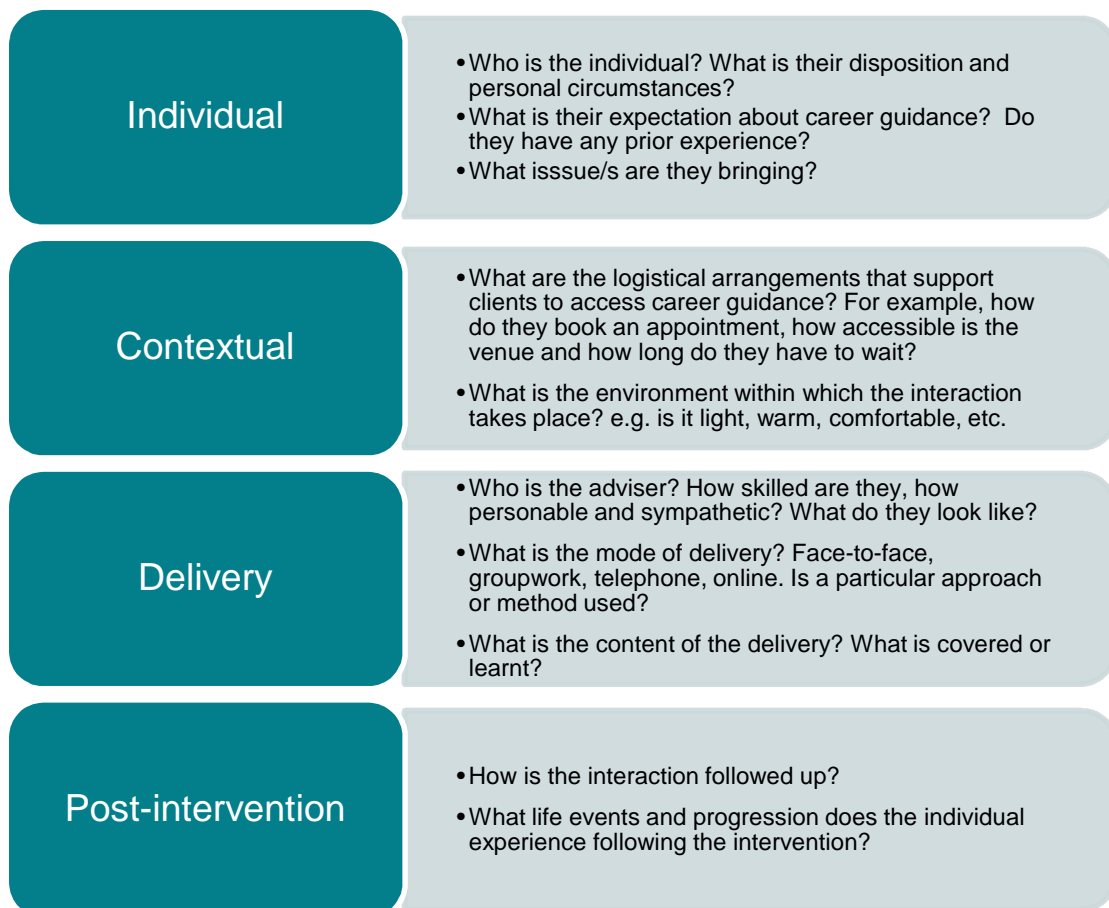 Individual
•Who is the individual? What is their disposition and
personal circumstances?
•What is their expectation about career guidance?  Do
they have any prior experience?
•What isssue/s are they bringing?
Contextual
•What are the logistical arrangements that support
clients to access career guidance? For example, how
do they book an appointment, how accessible is the
venue and how long do they have to wait?
•What is the environment within which the interaction
takes place? e.g. is it light, warm, comfortable, etc.
Delivery
•Who is the adviser? How skilled are they, how
personable and sympathetic? What do they look like?
•What is the mode of delivery? Face-to-face,
groupwork, telephone, online. Is a particular approach
or method used?
•What is the content of the delivery? What is covered or
learnt?
Post-intervention
•How is the interaction followed up?
•What life events and progression does the individual
experience following the intervention?